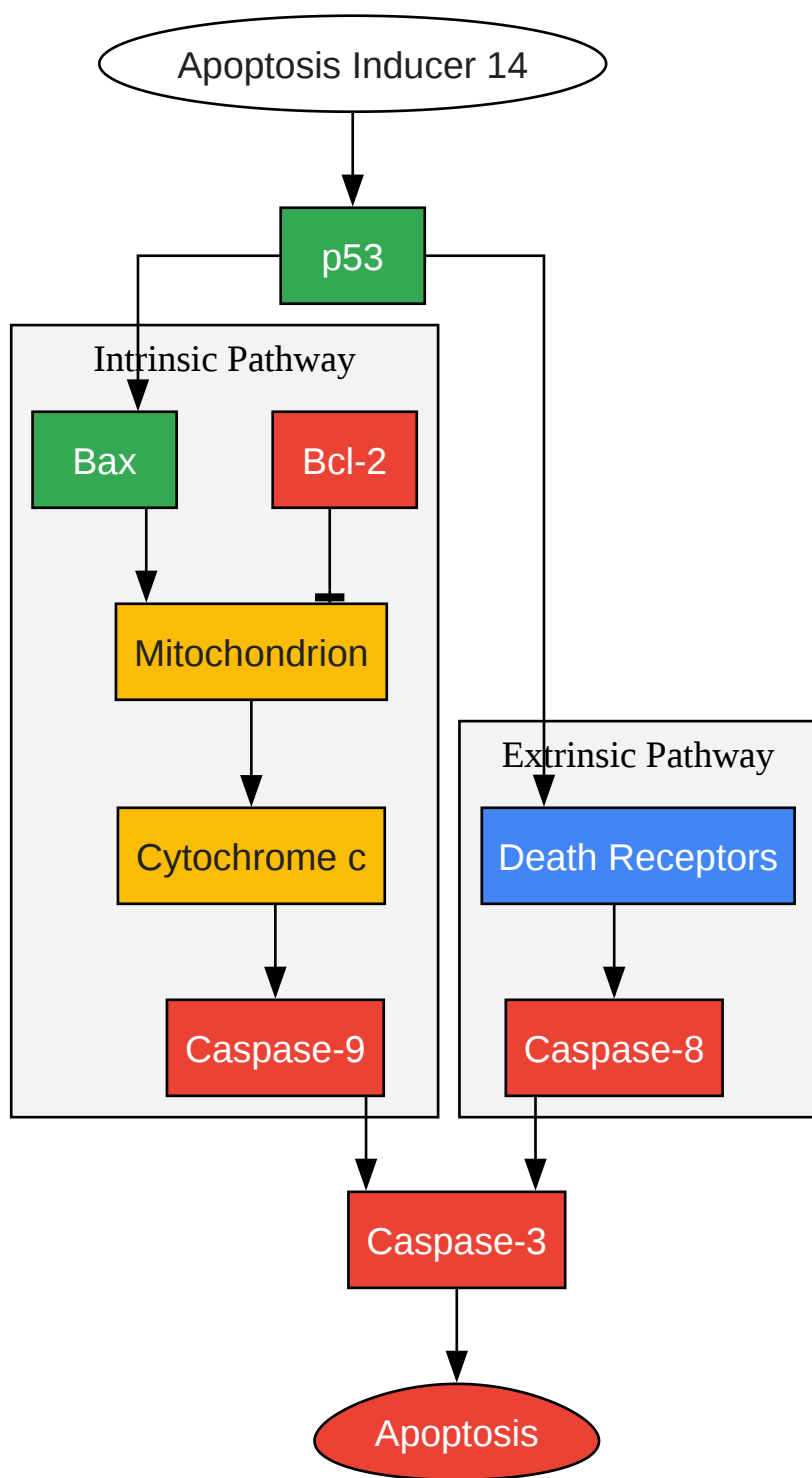 Apoptosis Inducer 14
p53
Intrinsic Pathway
Bax
Bcl-2
Mitochondrion
Extrinsic Pathway
Cytochrome c
Death Receptors
Caspase-9
Caspase-8
Caspase-3
Apoptosis